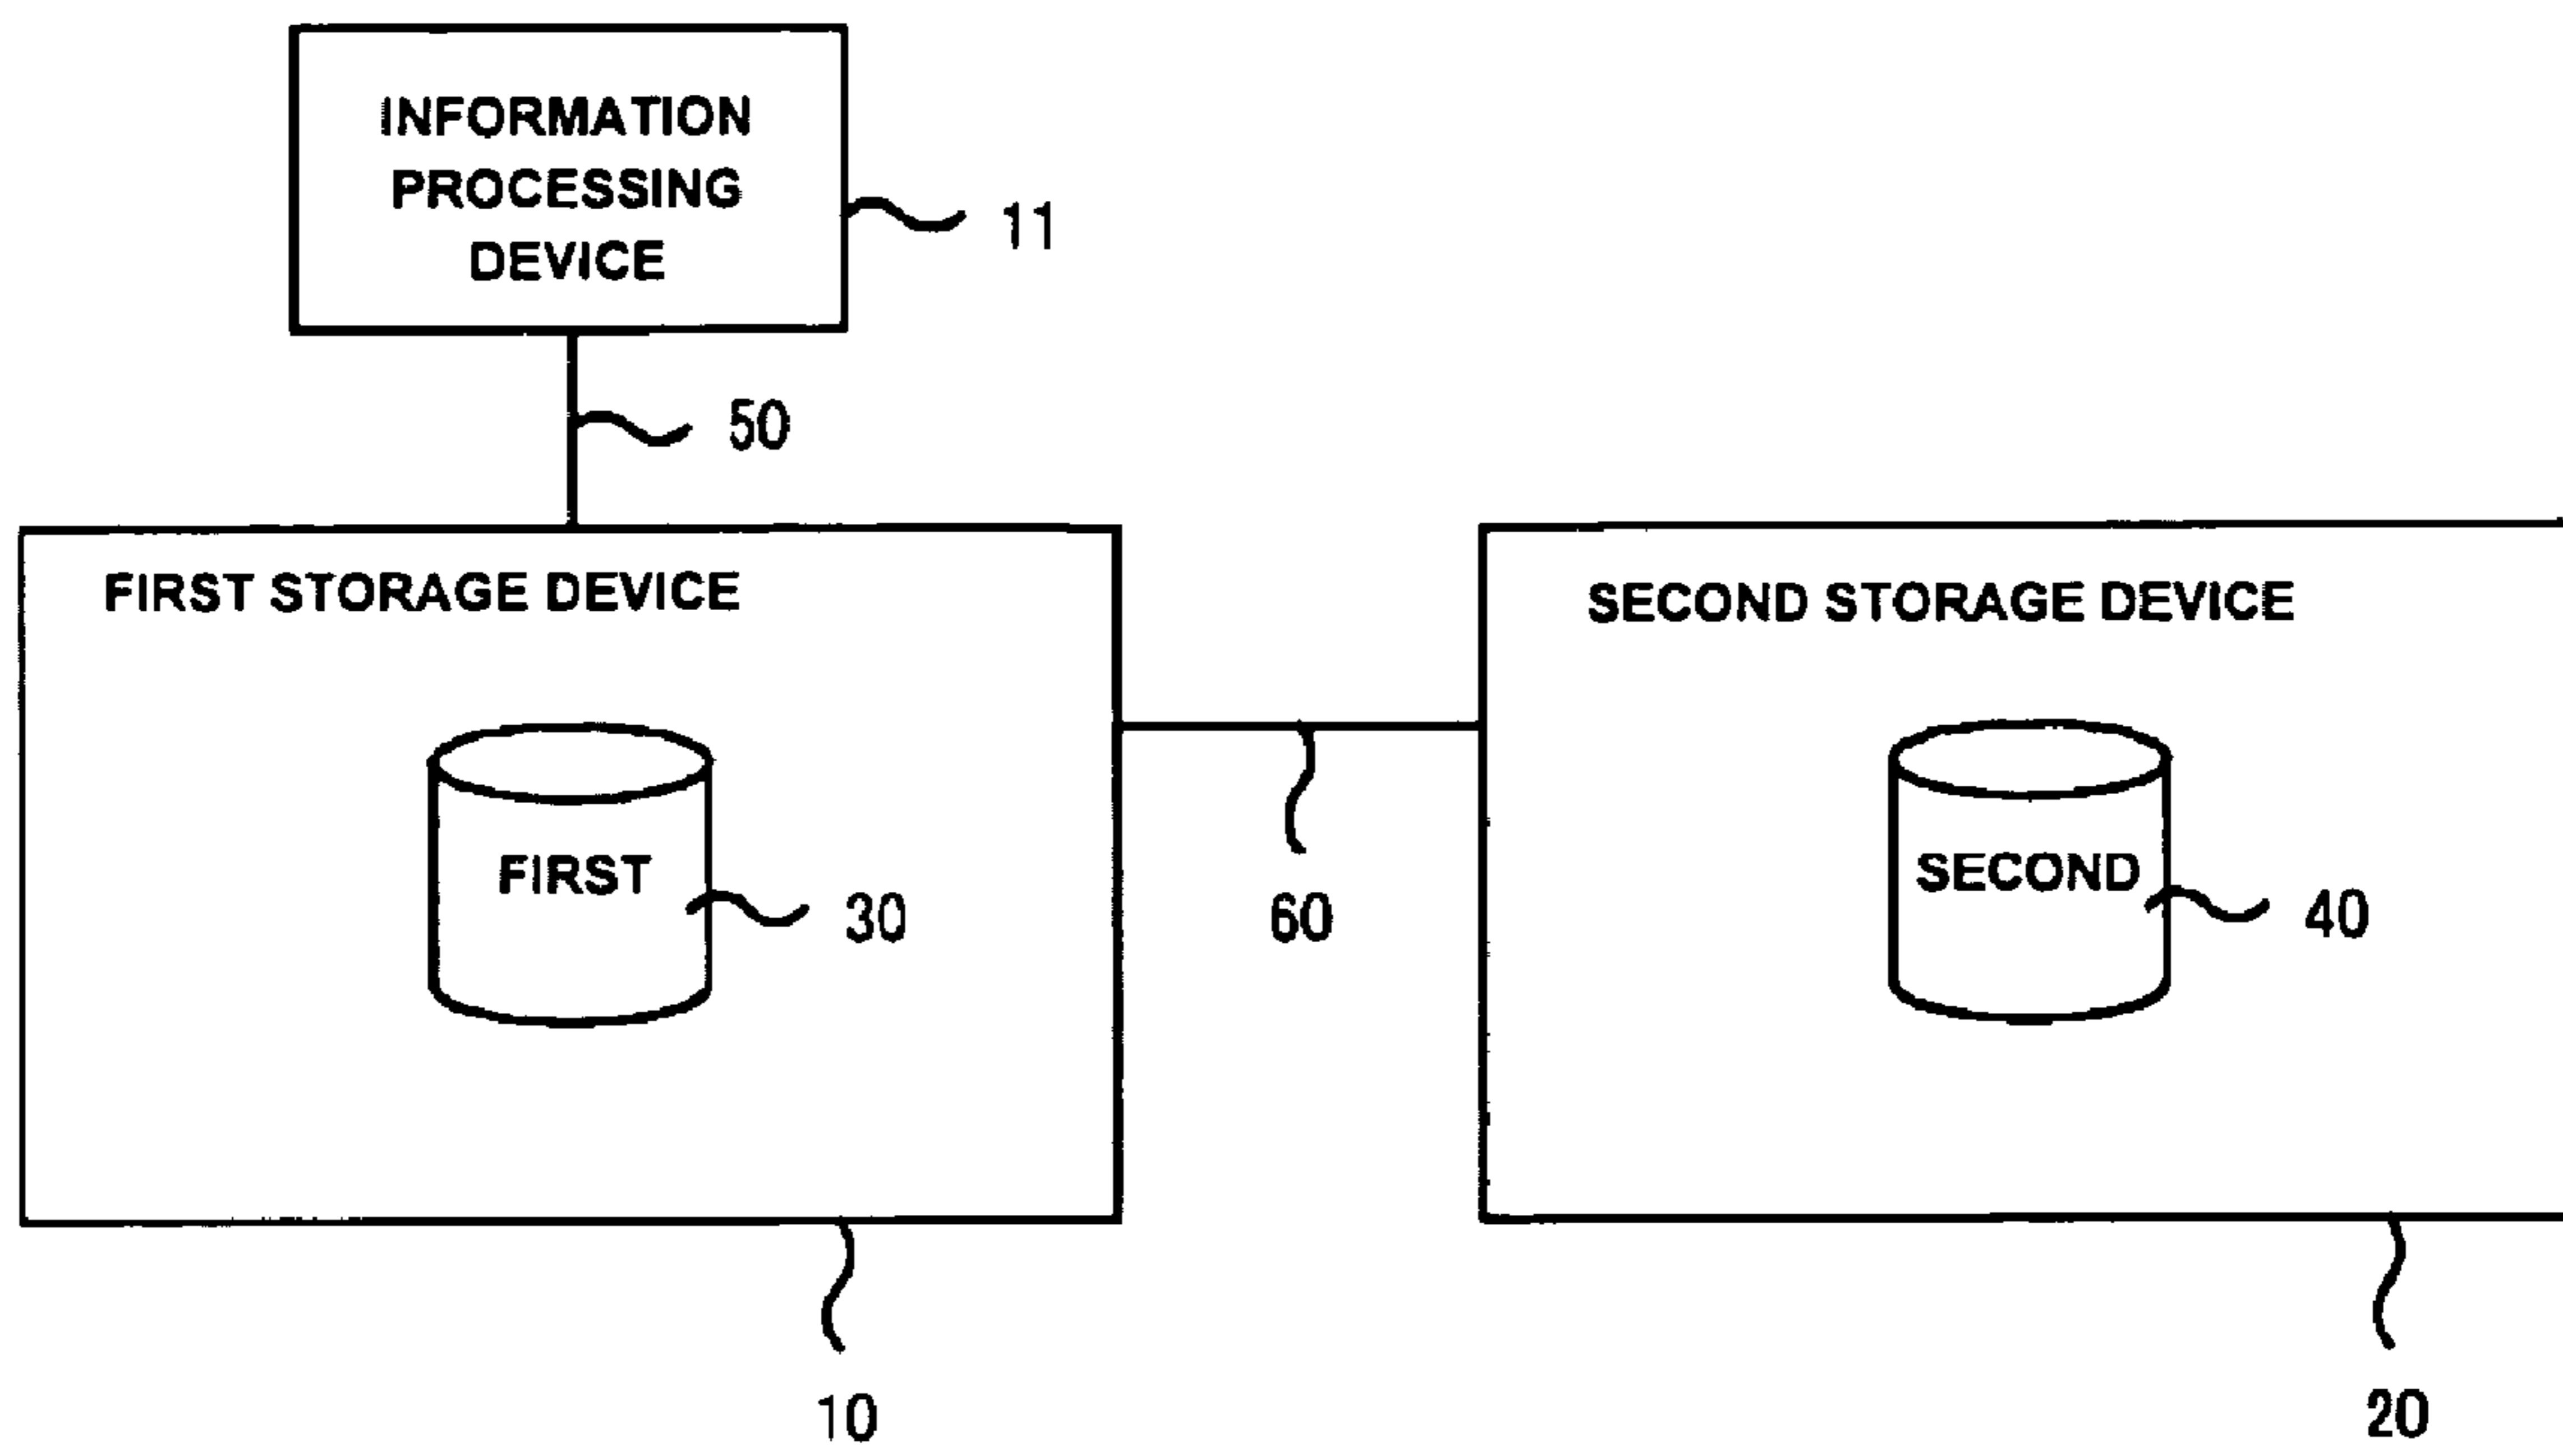 INFORMATION
PROCESSING
DEVICE
11
50
FIRST STORAGE DEVICE
SECOND STORAGE DEVICE
FIRST
30
60
SECOND
40
10
20